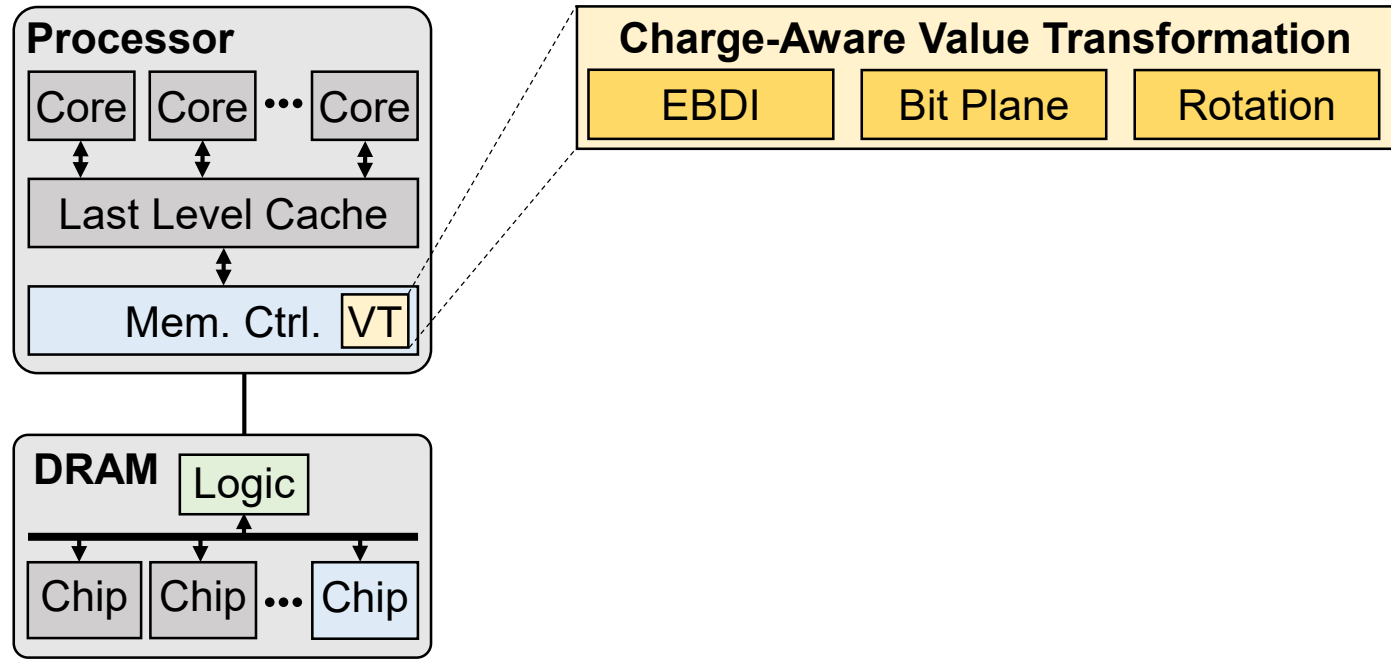 Processor
Core Core ••• Core
Last Level Cache
Mem. Ctrl. VT
Charge-Aware Value Transformation
EBDI Bit Plane Rotation
DRAM
Logic
Chip Chip ••• Chip